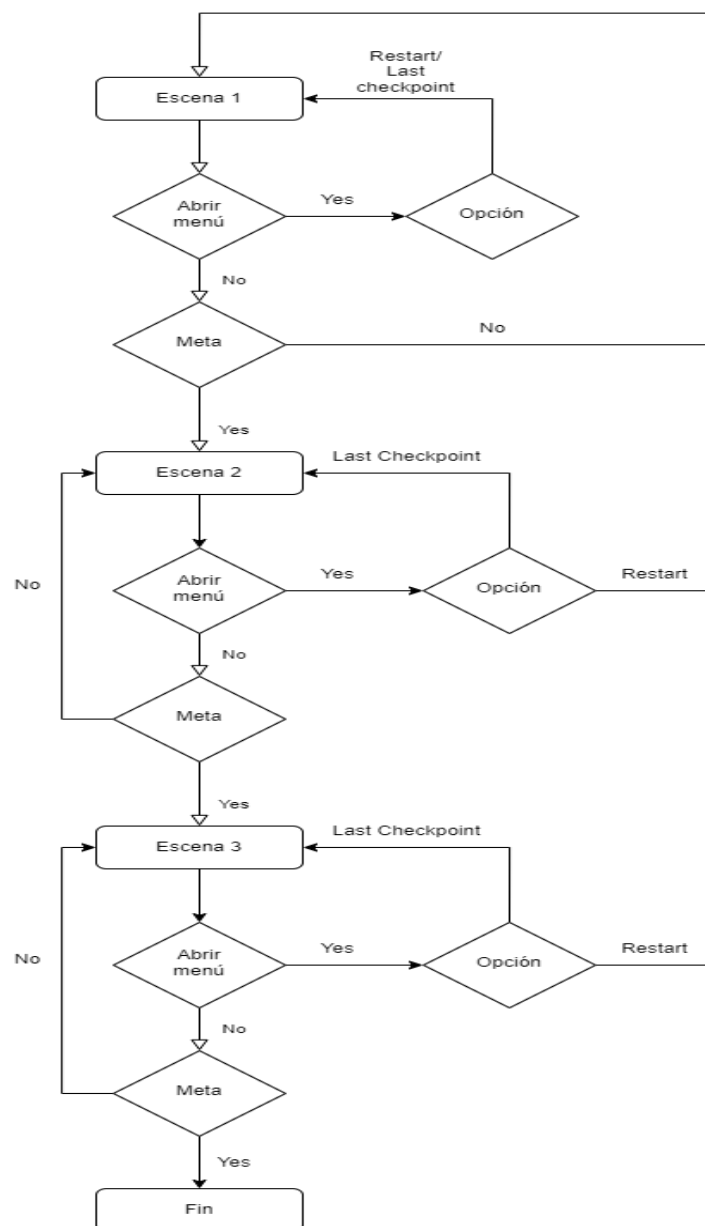 Restart/
Last
checkpoint
Escena 1
Abrir
menú
Yes
Opción
No
Meta
No
Yes
Escena 2
Last Checkpoint
No
Abrir
menú
Yes
Opción
Restart
No
Meta
Yes
Escena 3
Last Checkpoint
No
Abrir
menú
Yes
Opción
Restart
No
Meta
Yes
Fin